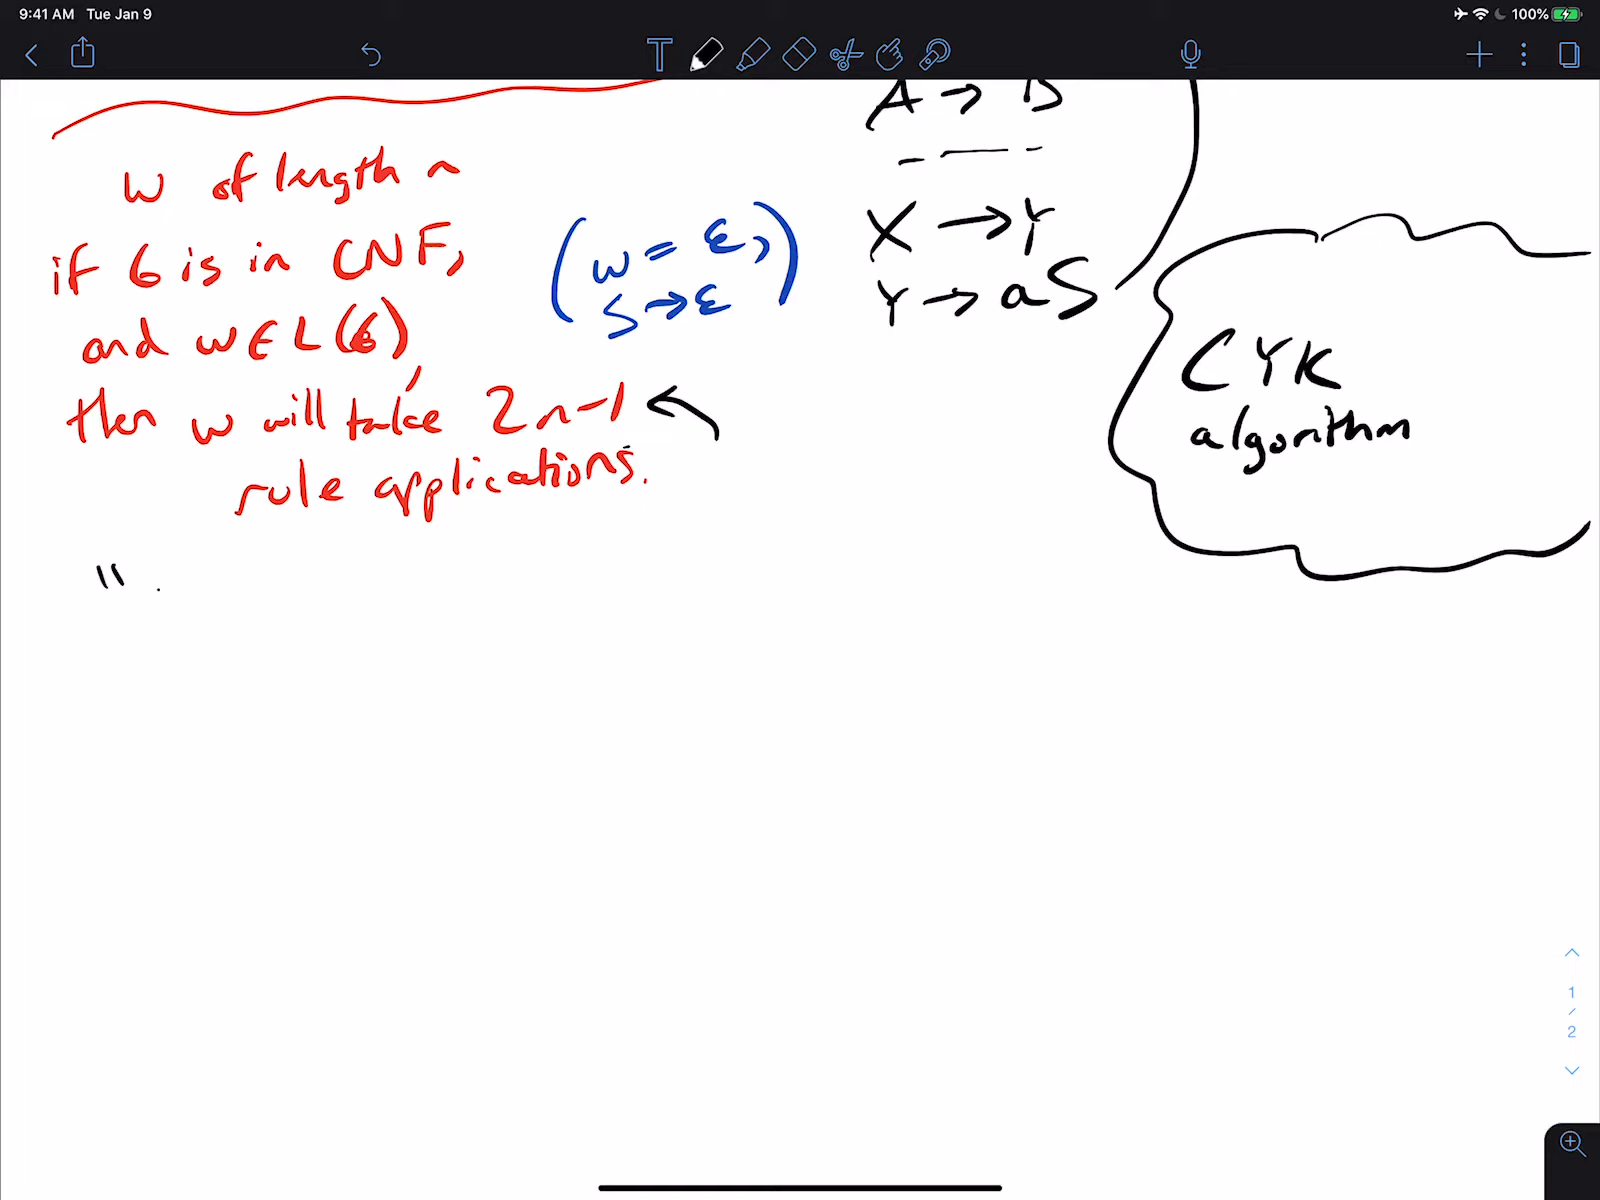 9:41 AM Tue Jan 9
100%
w of length n
if G is in CNF,
and w ∈ L(G),
then w will take 2n-1
rule applications.
(w = ε,)
S → ε
A → B
X → Y
Y → aS
CYK
algorithm
"
1
/
2